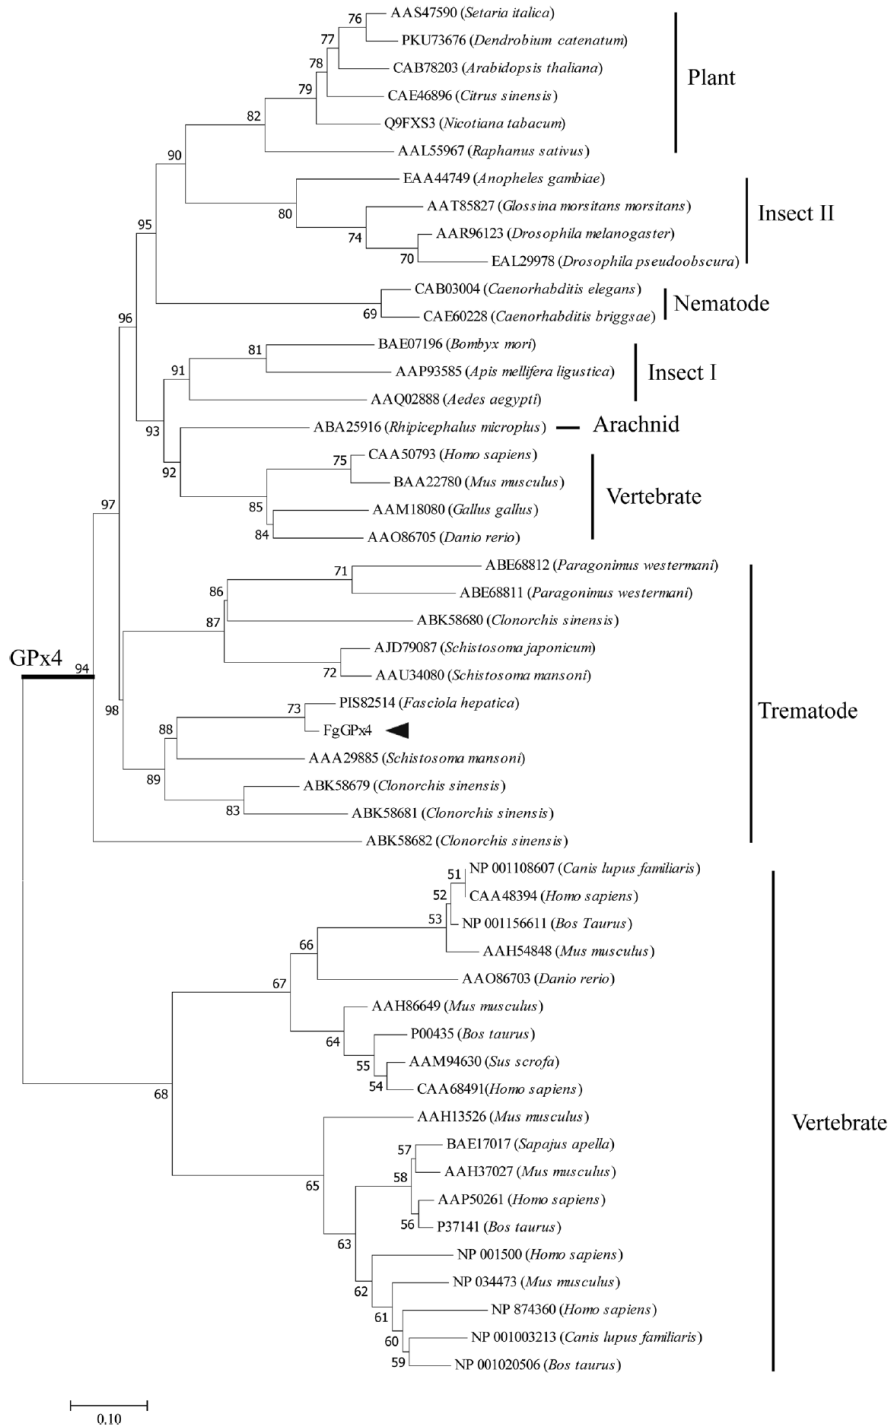 76
AAS47590 (Setaria italica)
77
PKU73676 (Dendrobium catenatum)
78
CAB78203 (Arabidopsis thaliana)
Plant
79
CAE46896 (Citrus sinensis)
82
Q9FXS3 (Nicotiana tabacum)
AAL55967 (Raphanus sativus)
90
EAA44749 (Anopheles gambiae)
80
AAT85827 (Glossina morsitans morsitans)
Insect II
95
74
AAR96123 (Drosophila melanogaster)
70
EAL29978 (Drosophila pseudoobscura)
CAB03004 (Caenorhabditis elegans)
Nematode
96
69
CAE60228 (Caenorhabditis briggsae)
81
BAE07196 (Bombyx mori)
91
AAP93585 (Apis mellifera ligustica)
Insect I
AAQ02888 (Aedes aegypti)
93
ABA25916 (Rhipicephalus microplus)
Arachnid
92
75
CAA50793 (Homo sapiens)
BAA22780 (Mus musculus)
Vertebrate
97
85
AAM18080 (Gallus gallus)
84
AAO86705 (Danio rerio)
71
ABE68812 (Paragonimus westermani)
86
ABE68811 (Paragonimus westermani)
87
ABK58680 (Clonorchis sinensis)
GPx4
94
AJD79087 (Schistosoma japonicum)
72
AAU34080 (Schistosoma mansoni)
98
73
PIS82514 (Fasciola hepatica)
Trematode
88
FgGPx4
89
AAA29885 (Schistosoma mansoni)
ABK58679 (Clonorchis sinensis)
83
ABK58681 (Clonorchis sinensis)
ABK58682 (Clonorchis sinensis)
51
NP 001108607 (Canis lupus familiaris)
52
CAA48394 (Homo sapiens)
53
NP 001156611 (Bos Taurus)
66
AAH54848 (Mus musculus)
67
AAO86703 (Danio rerio)
AAH86649 (Mus musculus)
64
P00435 (Bos taurus)
55
AAM94630 (Sus scrofa)
54
CAA68491(Homo sapiens)
68
AAH13526 (Mus musculus)
Vertebrate
57
BAE17017 (Sapajus apella)
58
AAH37027 (Mus musculus)
65
AAP50261 (Homo sapiens)
56
P37141 (Bos taurus)
63
NP 001500 (Homo sapiens)
62
NP 034473 (Mus musculus)
61
NP 874360 (Homo sapiens)
60
NP 001003213 (Canis lupus familiaris)
59
NP 001020506 (Bos taurus)
0.10